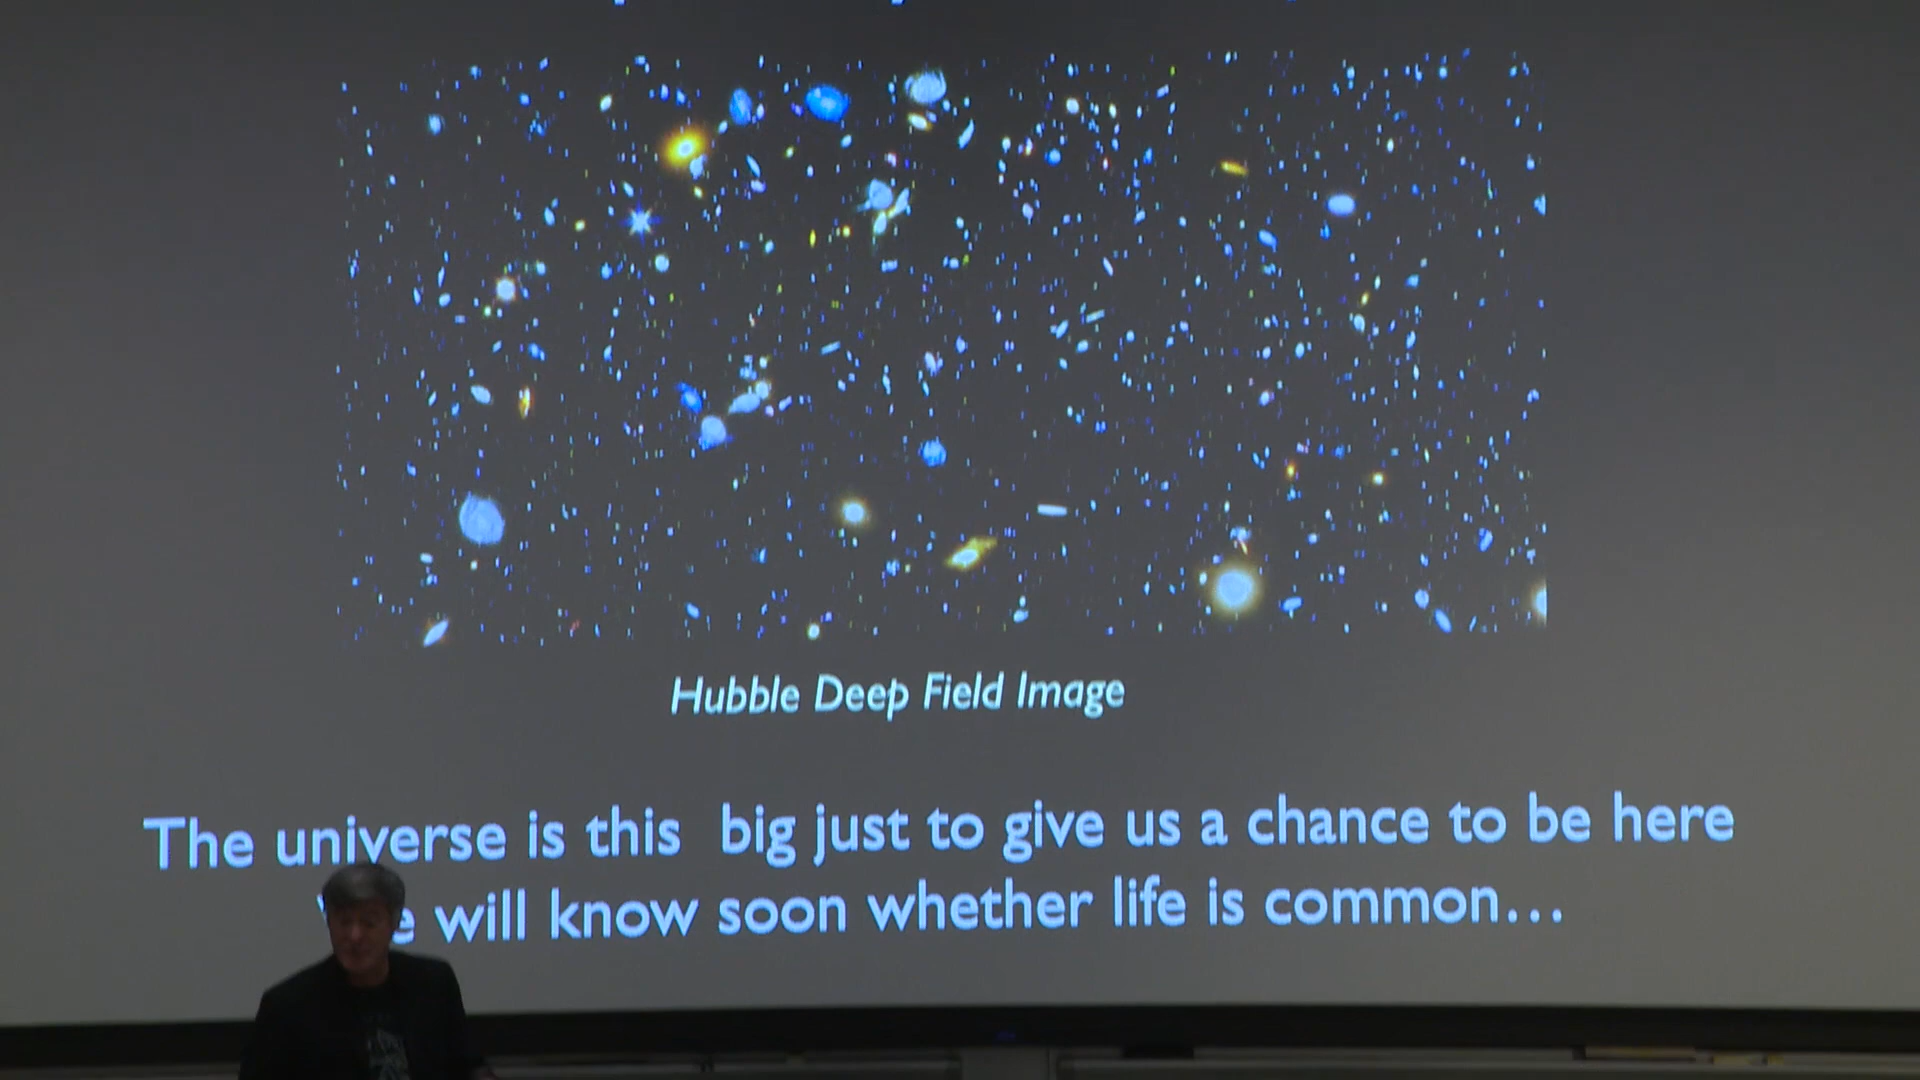 Hubble Deep Field Image
The universe is this big just to give us a chance to be here
We will know soon whether life is common...